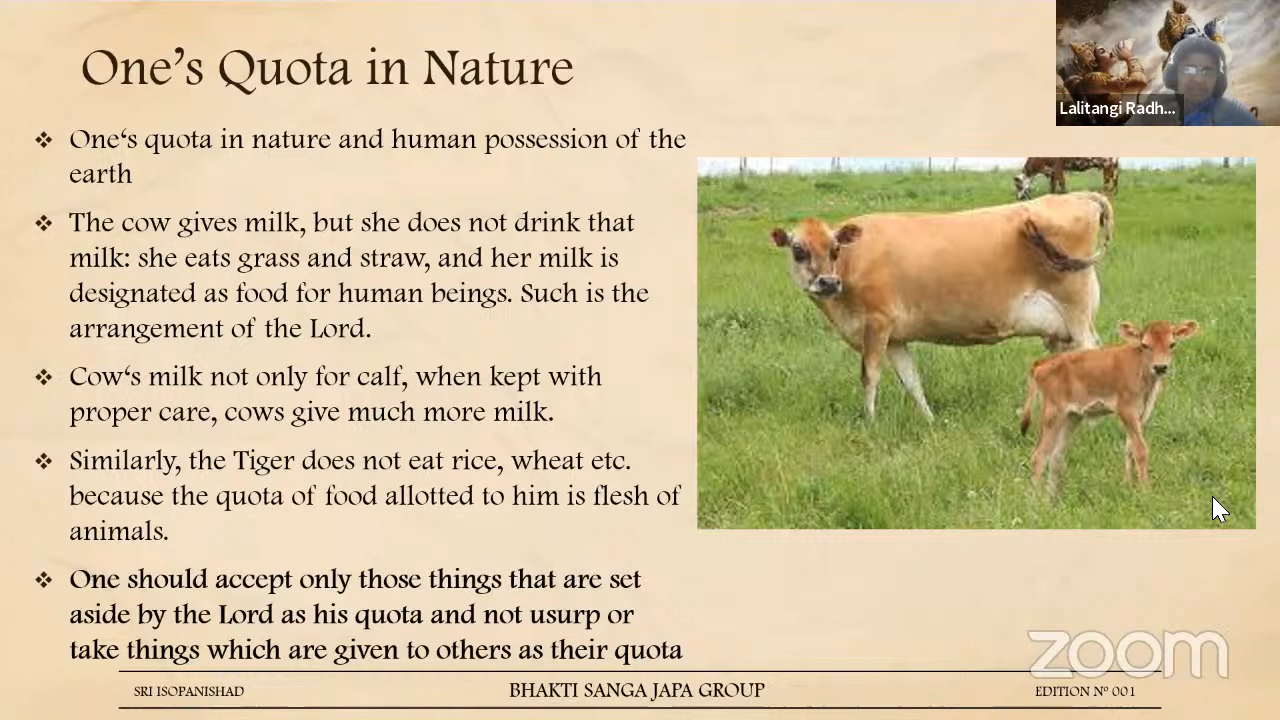 One’s Quota in Nature
Lalitangi Radh...
❖ One‘s quota in nature and human possession of the
earth
❖ The cow gives milk, but she does not drink that
milk: she eats grass and straw, and her milk is
designated as food for human beings. Such is the
arrangement of the Lord.
❖ Cow‘s milk not only for calf, when kept with
proper care, cows give much more milk.
❖ Similarly, the Tiger does not eat rice, wheat etc.
because the quota of food allotted to him is flesh of
animals.
❖ One should accept only those things that are set
aside by the Lord as his quota and not usurp or
take things which are given to others as their quota
zoom
SRI ISOPANISHAD
BHAKTI SANGA JAPA GROUP
EDITION Nº 001